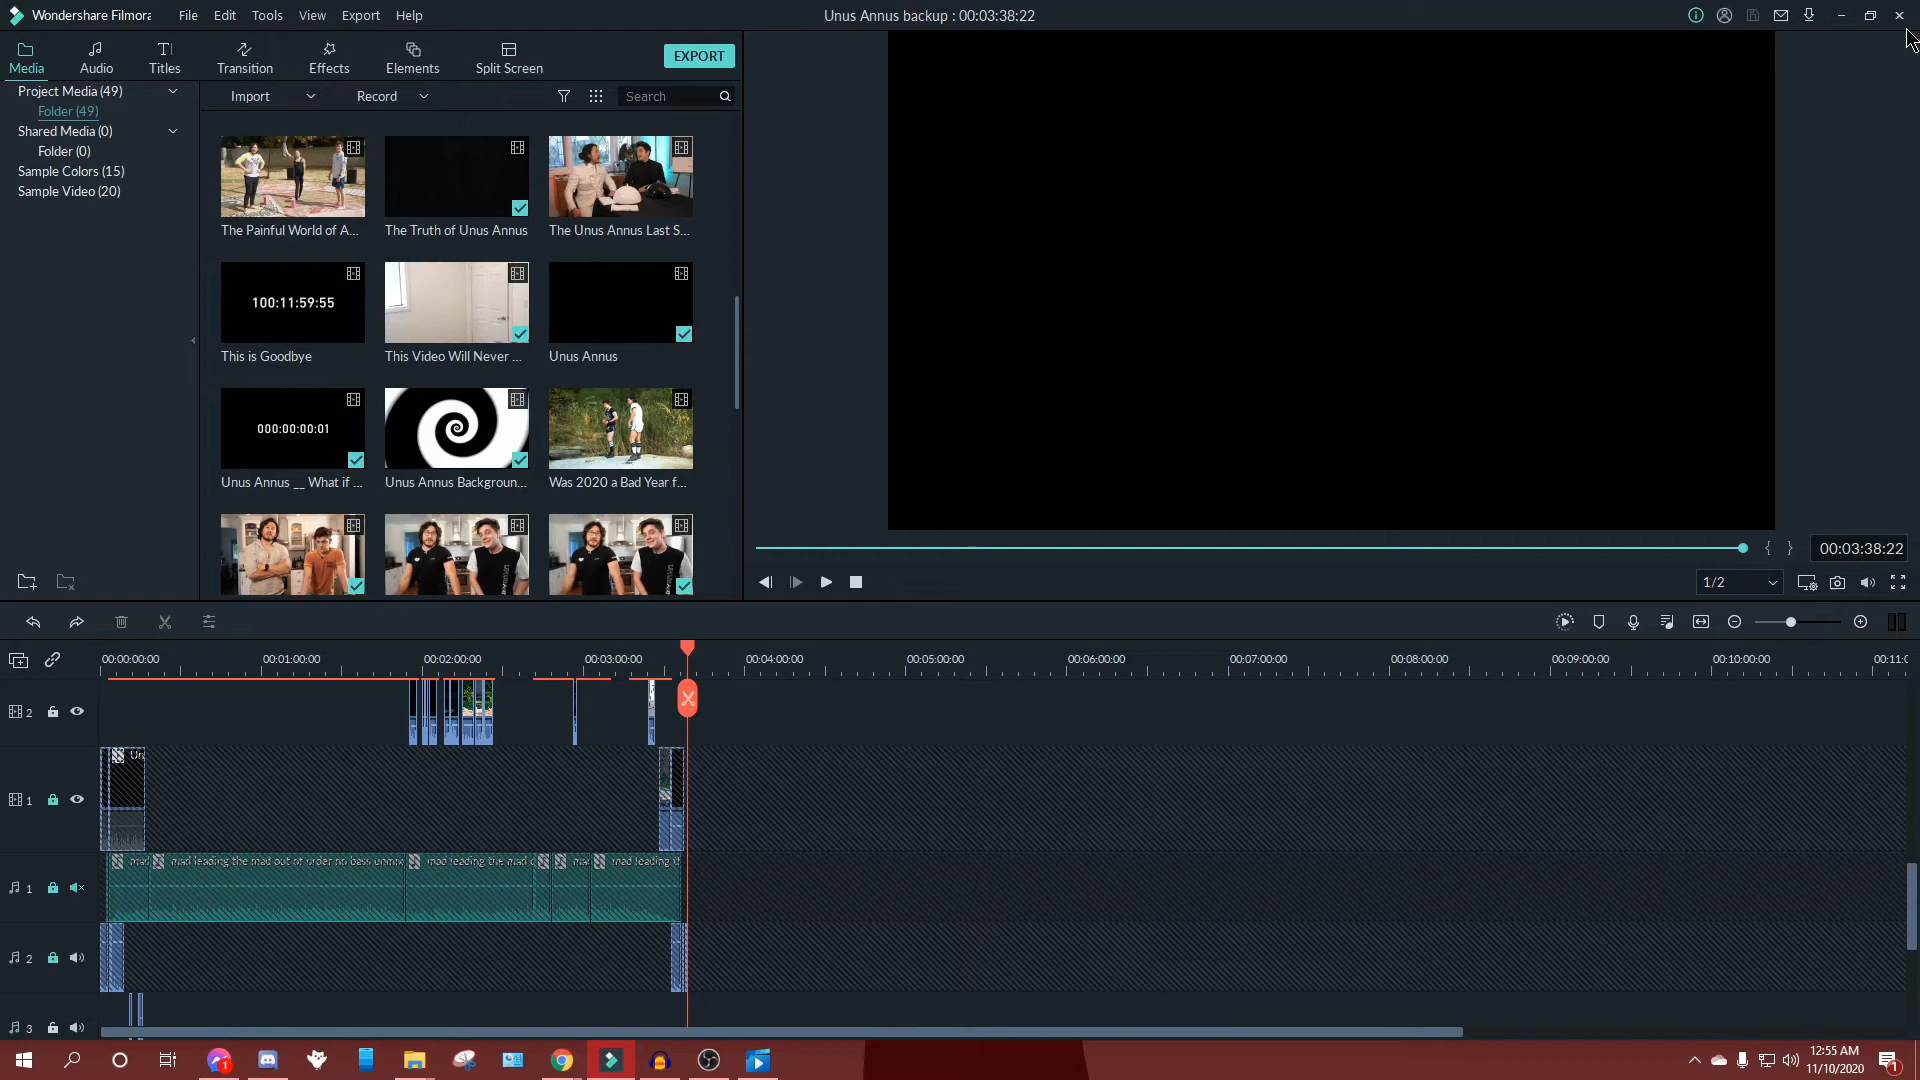 Wondershare Filmora
File Edit Tools View Export Help
Unus Annus backup : 00:03:38:22
Media Audio Titles Transition Effects Elements Split Screen
EXPORT
Project Media (49)
Folder (49)
Shared Media (0)
Folder (0)
Sample Colors (15)
Sample Video (20)
Import Record Search
The Painful World of A... The Truth of Unus Annus The Unus Annus Last S...
100:11:59:55
This is Goodbye This Video Will Never ... Unus Annus
000:00:00:01
Unus Annus __ What if ... Unus Annus Backgroun... Was 2020 a Bad Year f...
{ } 00:03:38:22
1/2
00:00:00:00 00:01:00:00 00:02:00:00 00:03:00:00 00:04:00:00 00:05:00:00 00:06:00:00 00:07:00:00 00:08:00:00 00:09:00:00 00:10:00:00 00:11:0
2
Un
1
mad mad leading the mad out of order no bass unmix mad leading the mad o mad mad leading th
1
2
3
1
12:55 AM
11/10/2020
1